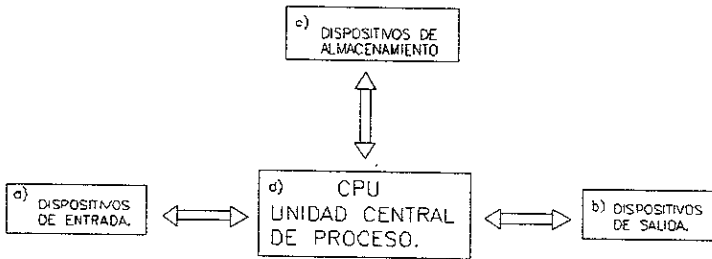 c)
DISPOSITIVOS DE
ALMACENAMIENTO
a)
DISPOSITIVOS
DE ENTRADA.
d) CPU
UNIDAD CENTRAL
DE PROCESO.
b) DISPOSITIVOS
DE SALIDA.